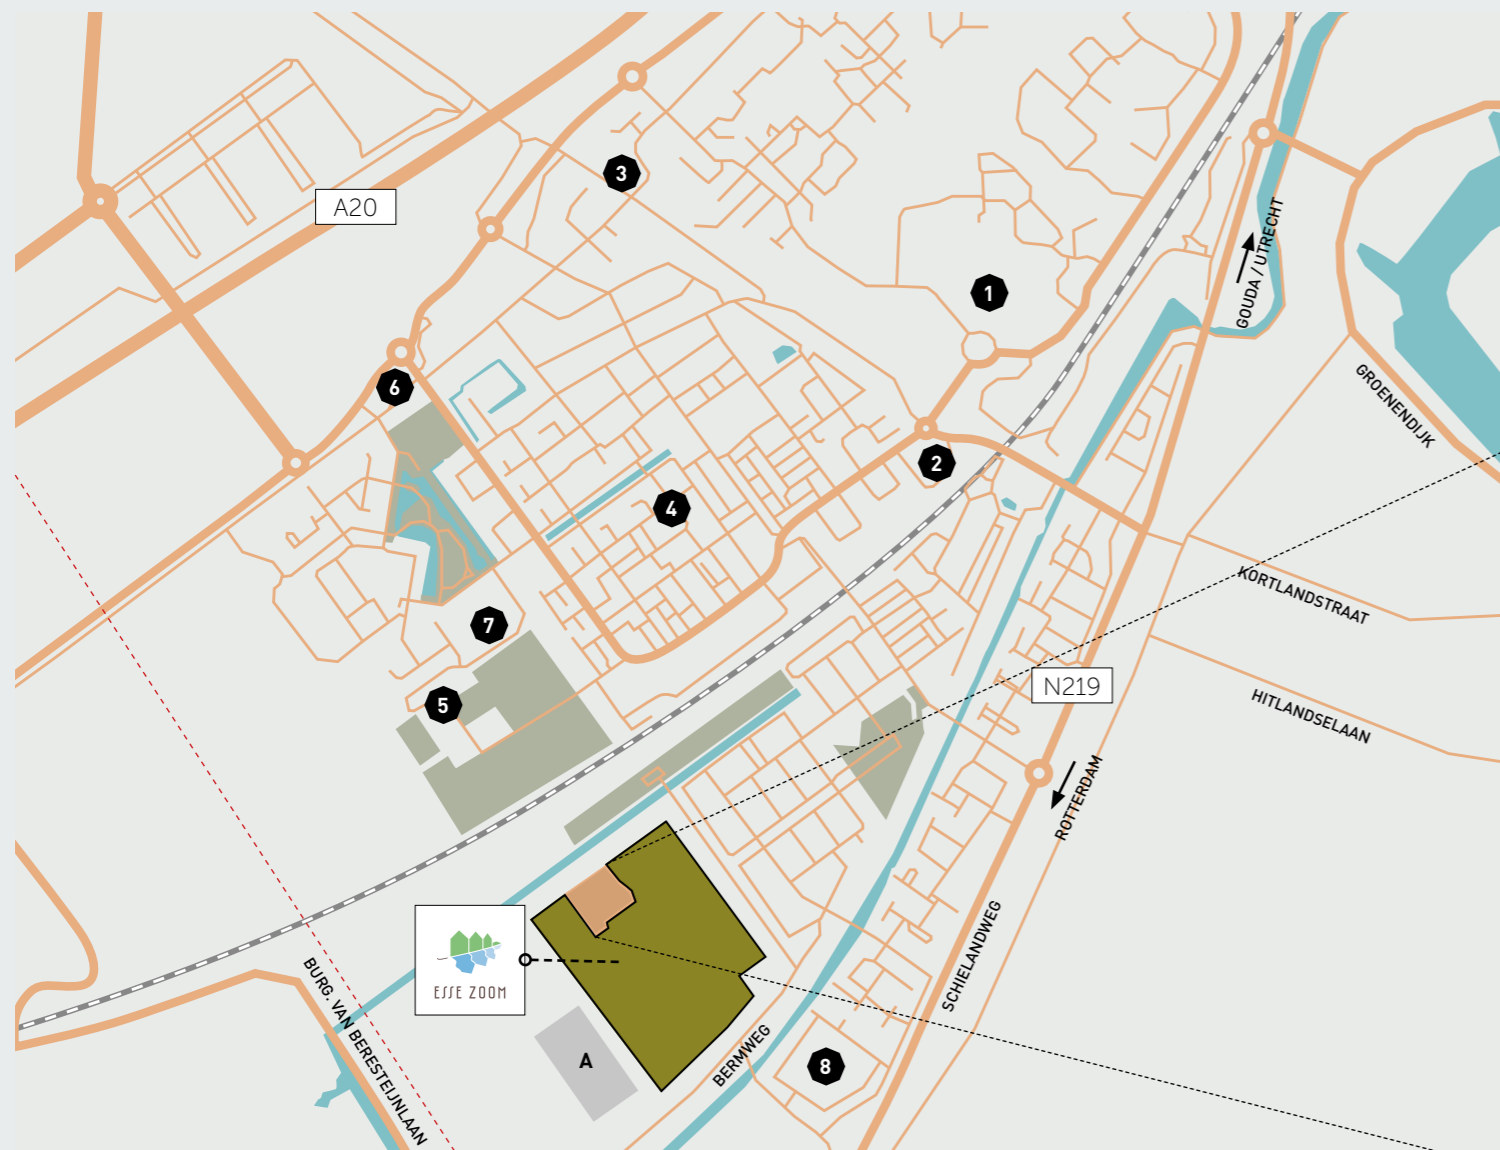 3
A20
GOUDA / UTRECHT
1
6
GROENENDIJK
2
4
KORTLANDSTRAAT
7
N219
5
HITLANDSELAAN
ROTTERDAM
ESSE ZOOM
SCHIELANDWEG
BURG. VAN BERESTEIJNLAAN
A
BERMWEG
8